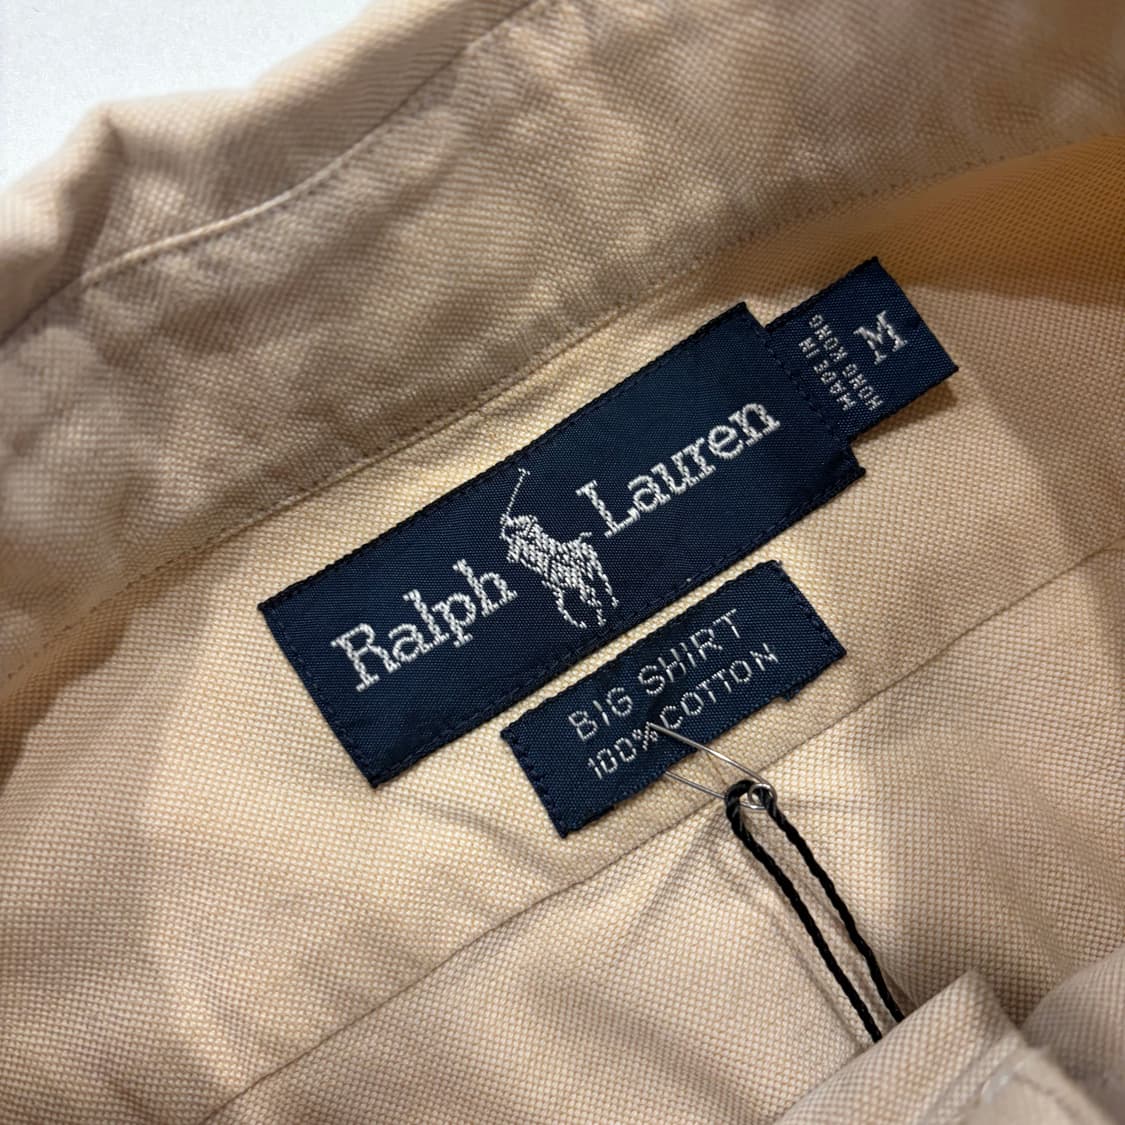 Ralph Lauren
M
MADE IN
HONG KONG
BIG SHIRT
100% COTTON